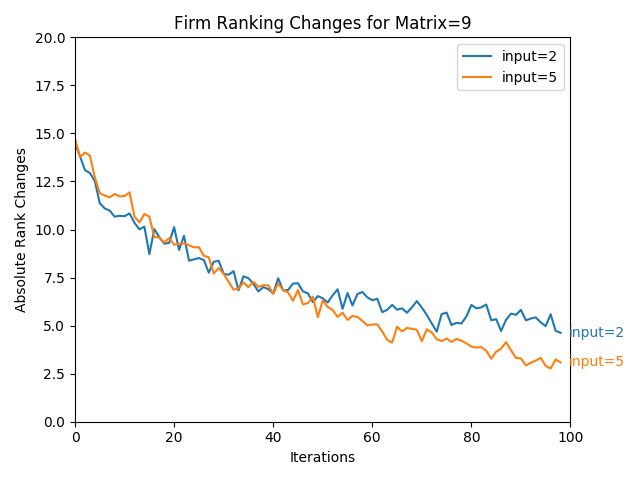 Firm Ranking Changes for Matrix=9
20.0
17.5
15.0
12.5
10.0
7.5
5.0
2.5
0.0
Absolute Rank Changes
input=2
input=5
input=2
input=5
0 20 40 60 80 100
Iterations